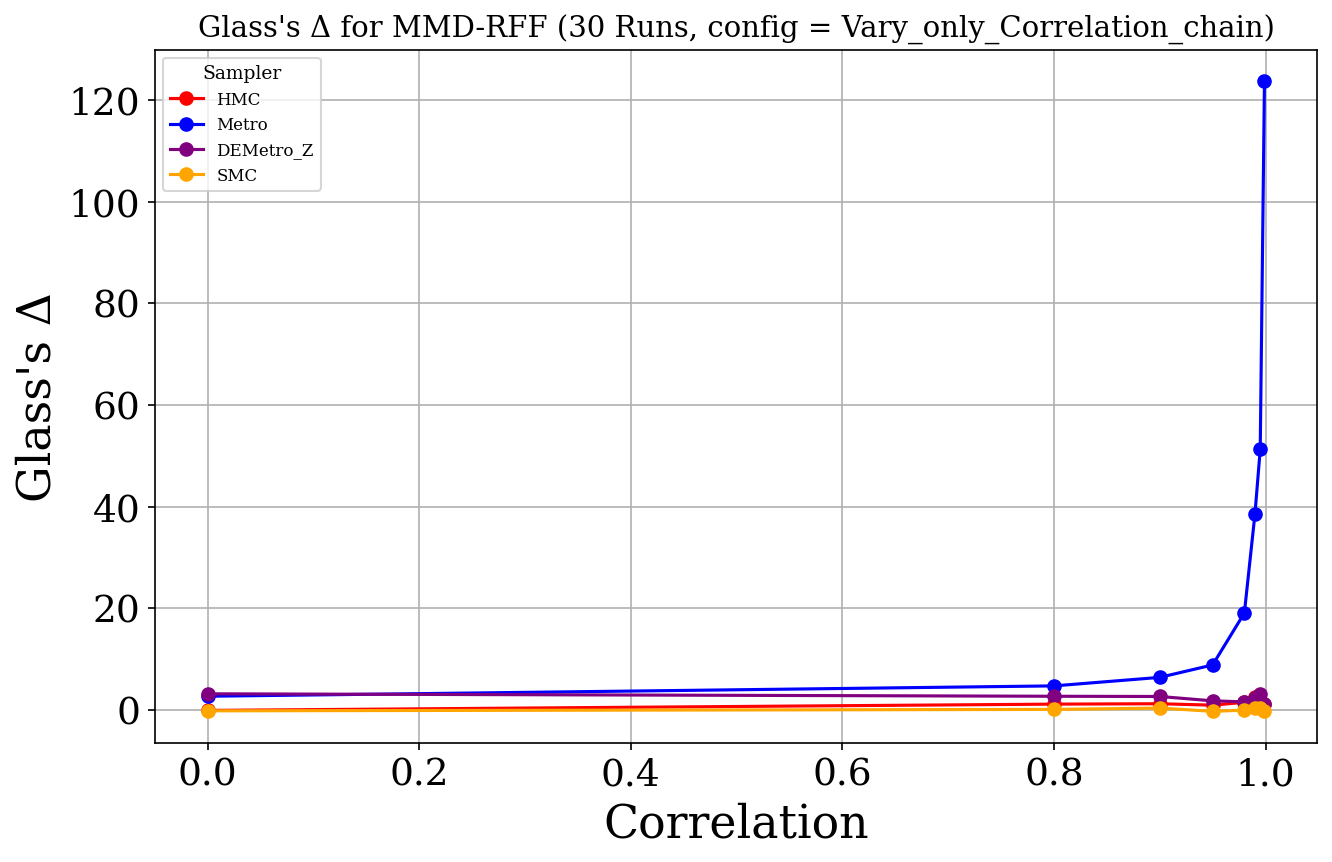 Glass's Δ for MMD-RFF (30 Runs, config = Vary_only_Correlation_chain)
Sampler
HMC
Metro
DEMetro_Z
SMC
120
100
80
60
40
20
0
Glass's Δ
0.0 0.2 0.4 0.6 0.8 1.0
Correlation